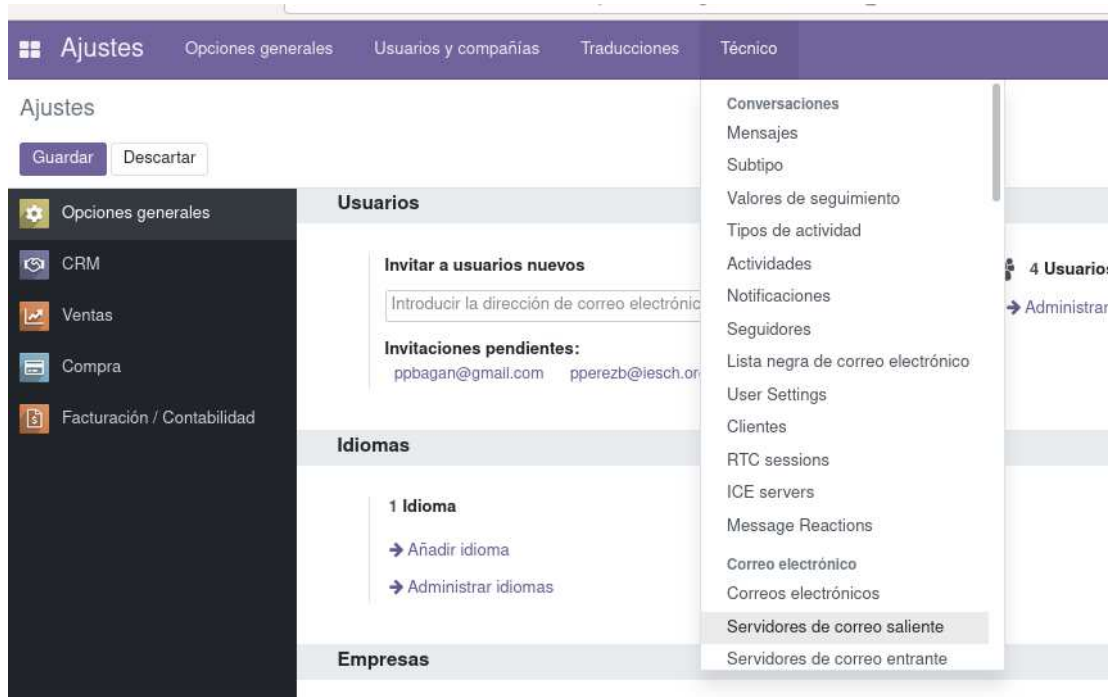 Ajustes Opciones generales Usuarios y compañías Traducciones Técnico
Ajustes
Guardar Descartar
Opciones generales
CRM
Ventas
Compra
Facturación / Contabilidad
Usuarios
Invitar a usuarios nuevos
Introducir la dirección de correo electrónic
Invitaciones pendientes:
ppbagan@gmail.com pperezb@iesch.or
4 Usuarios
Administrar
Idiomas
1 Idioma
Añadir idioma
Administrar idiomas
Empresas
Conversaciones
Mensajes
Subtipo
Valores de seguimiento
Tipos de actividad
Actividades
Notificaciones
Seguidores
Lista negra de correo electrónico
User Settings
Clientes
RTC sessions
ICE servers
Message Reactions
Correo electrónico
Correos electrónicos
Servidores de correo saliente
Servidores de correo entrante